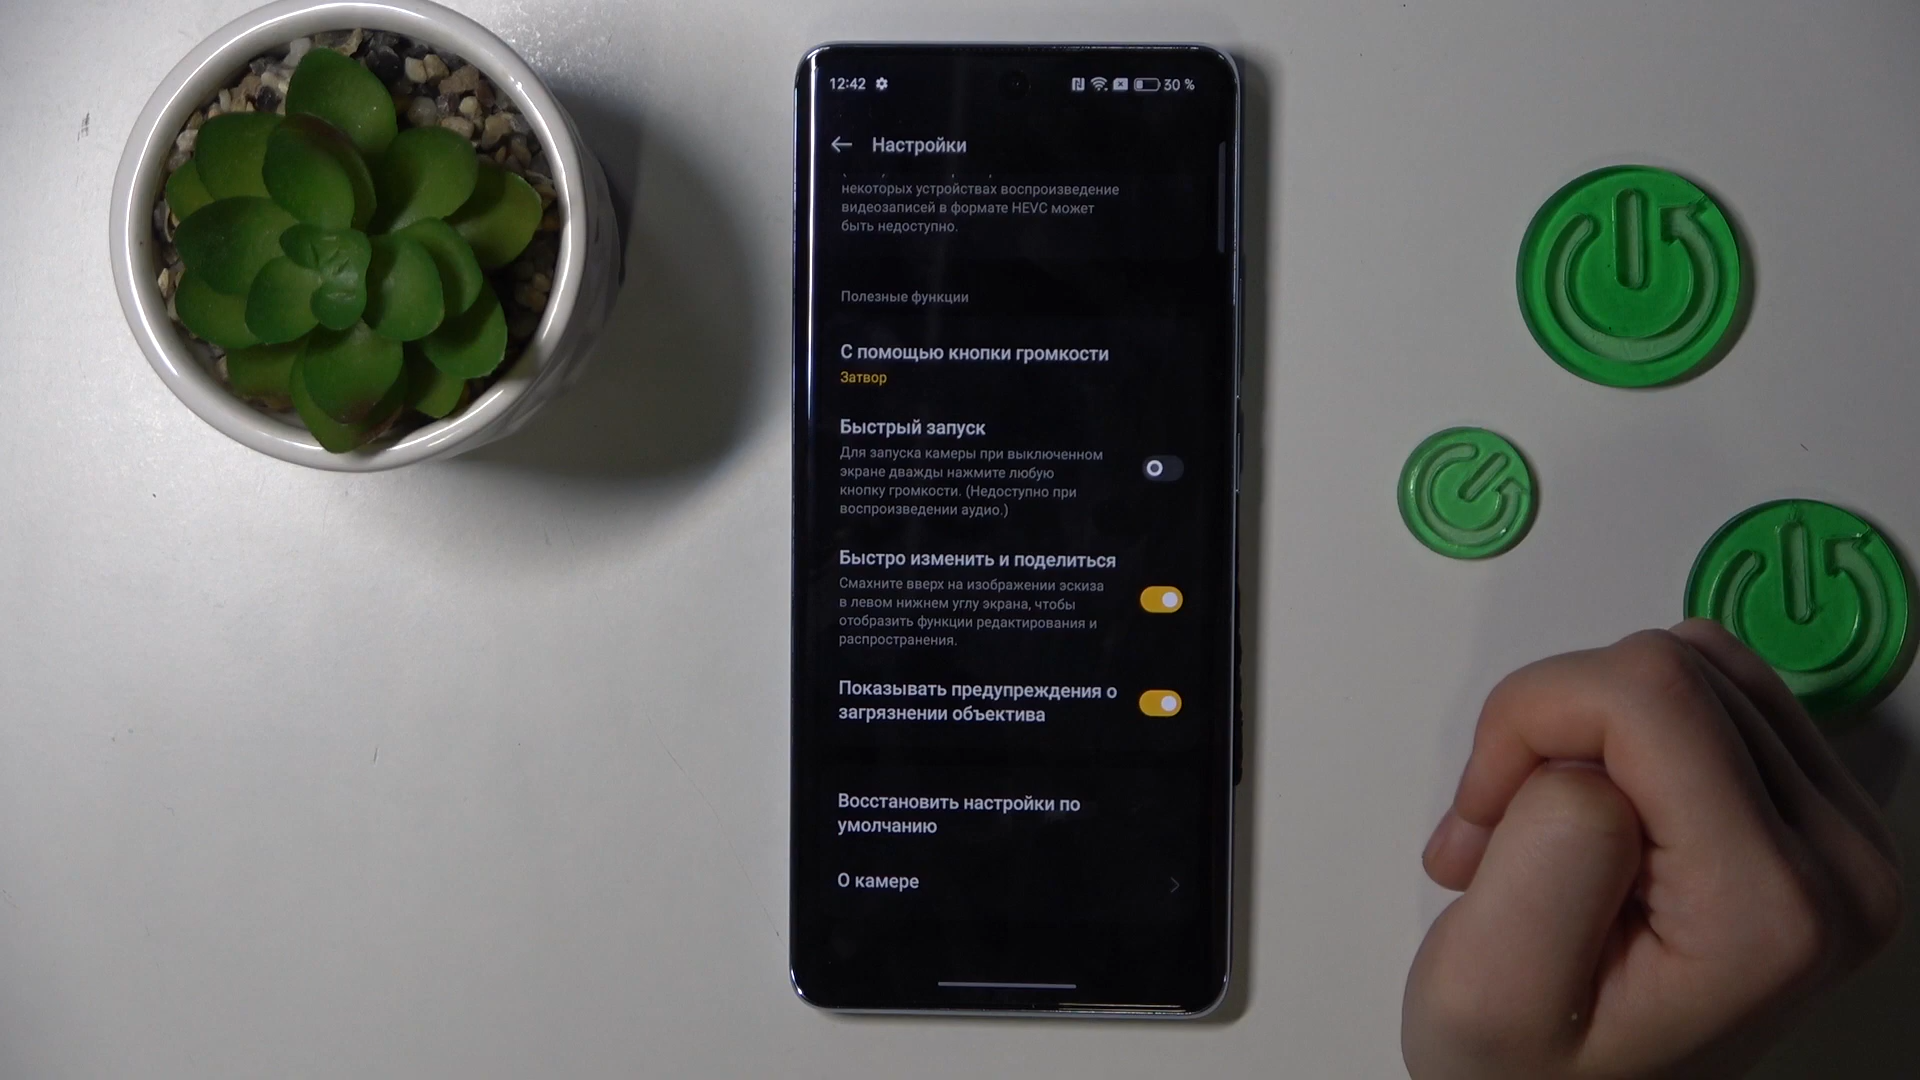 12:42
30 %
Настройки
некоторых устройствах воспроизведение
видеозаписей в формате HEVC может
быть недоступно.
Полезные функции
С помощью кнопки громкости
Затвор
Быстрый запуск
Для запуска камеры при выключенном
экране дважды нажмите любую
кнопку громкости. (Недоступно при
воспроизведении аудио.)
Быстро изменить и поделиться
Смахните вверх на изображении эскиза
в левом нижнем углу экрана, чтобы
отобразить функции редактирования и
распространения.
Показывать предупреждения о
загрязнении объектива
Восстановить настройки по
умолчанию
О камере